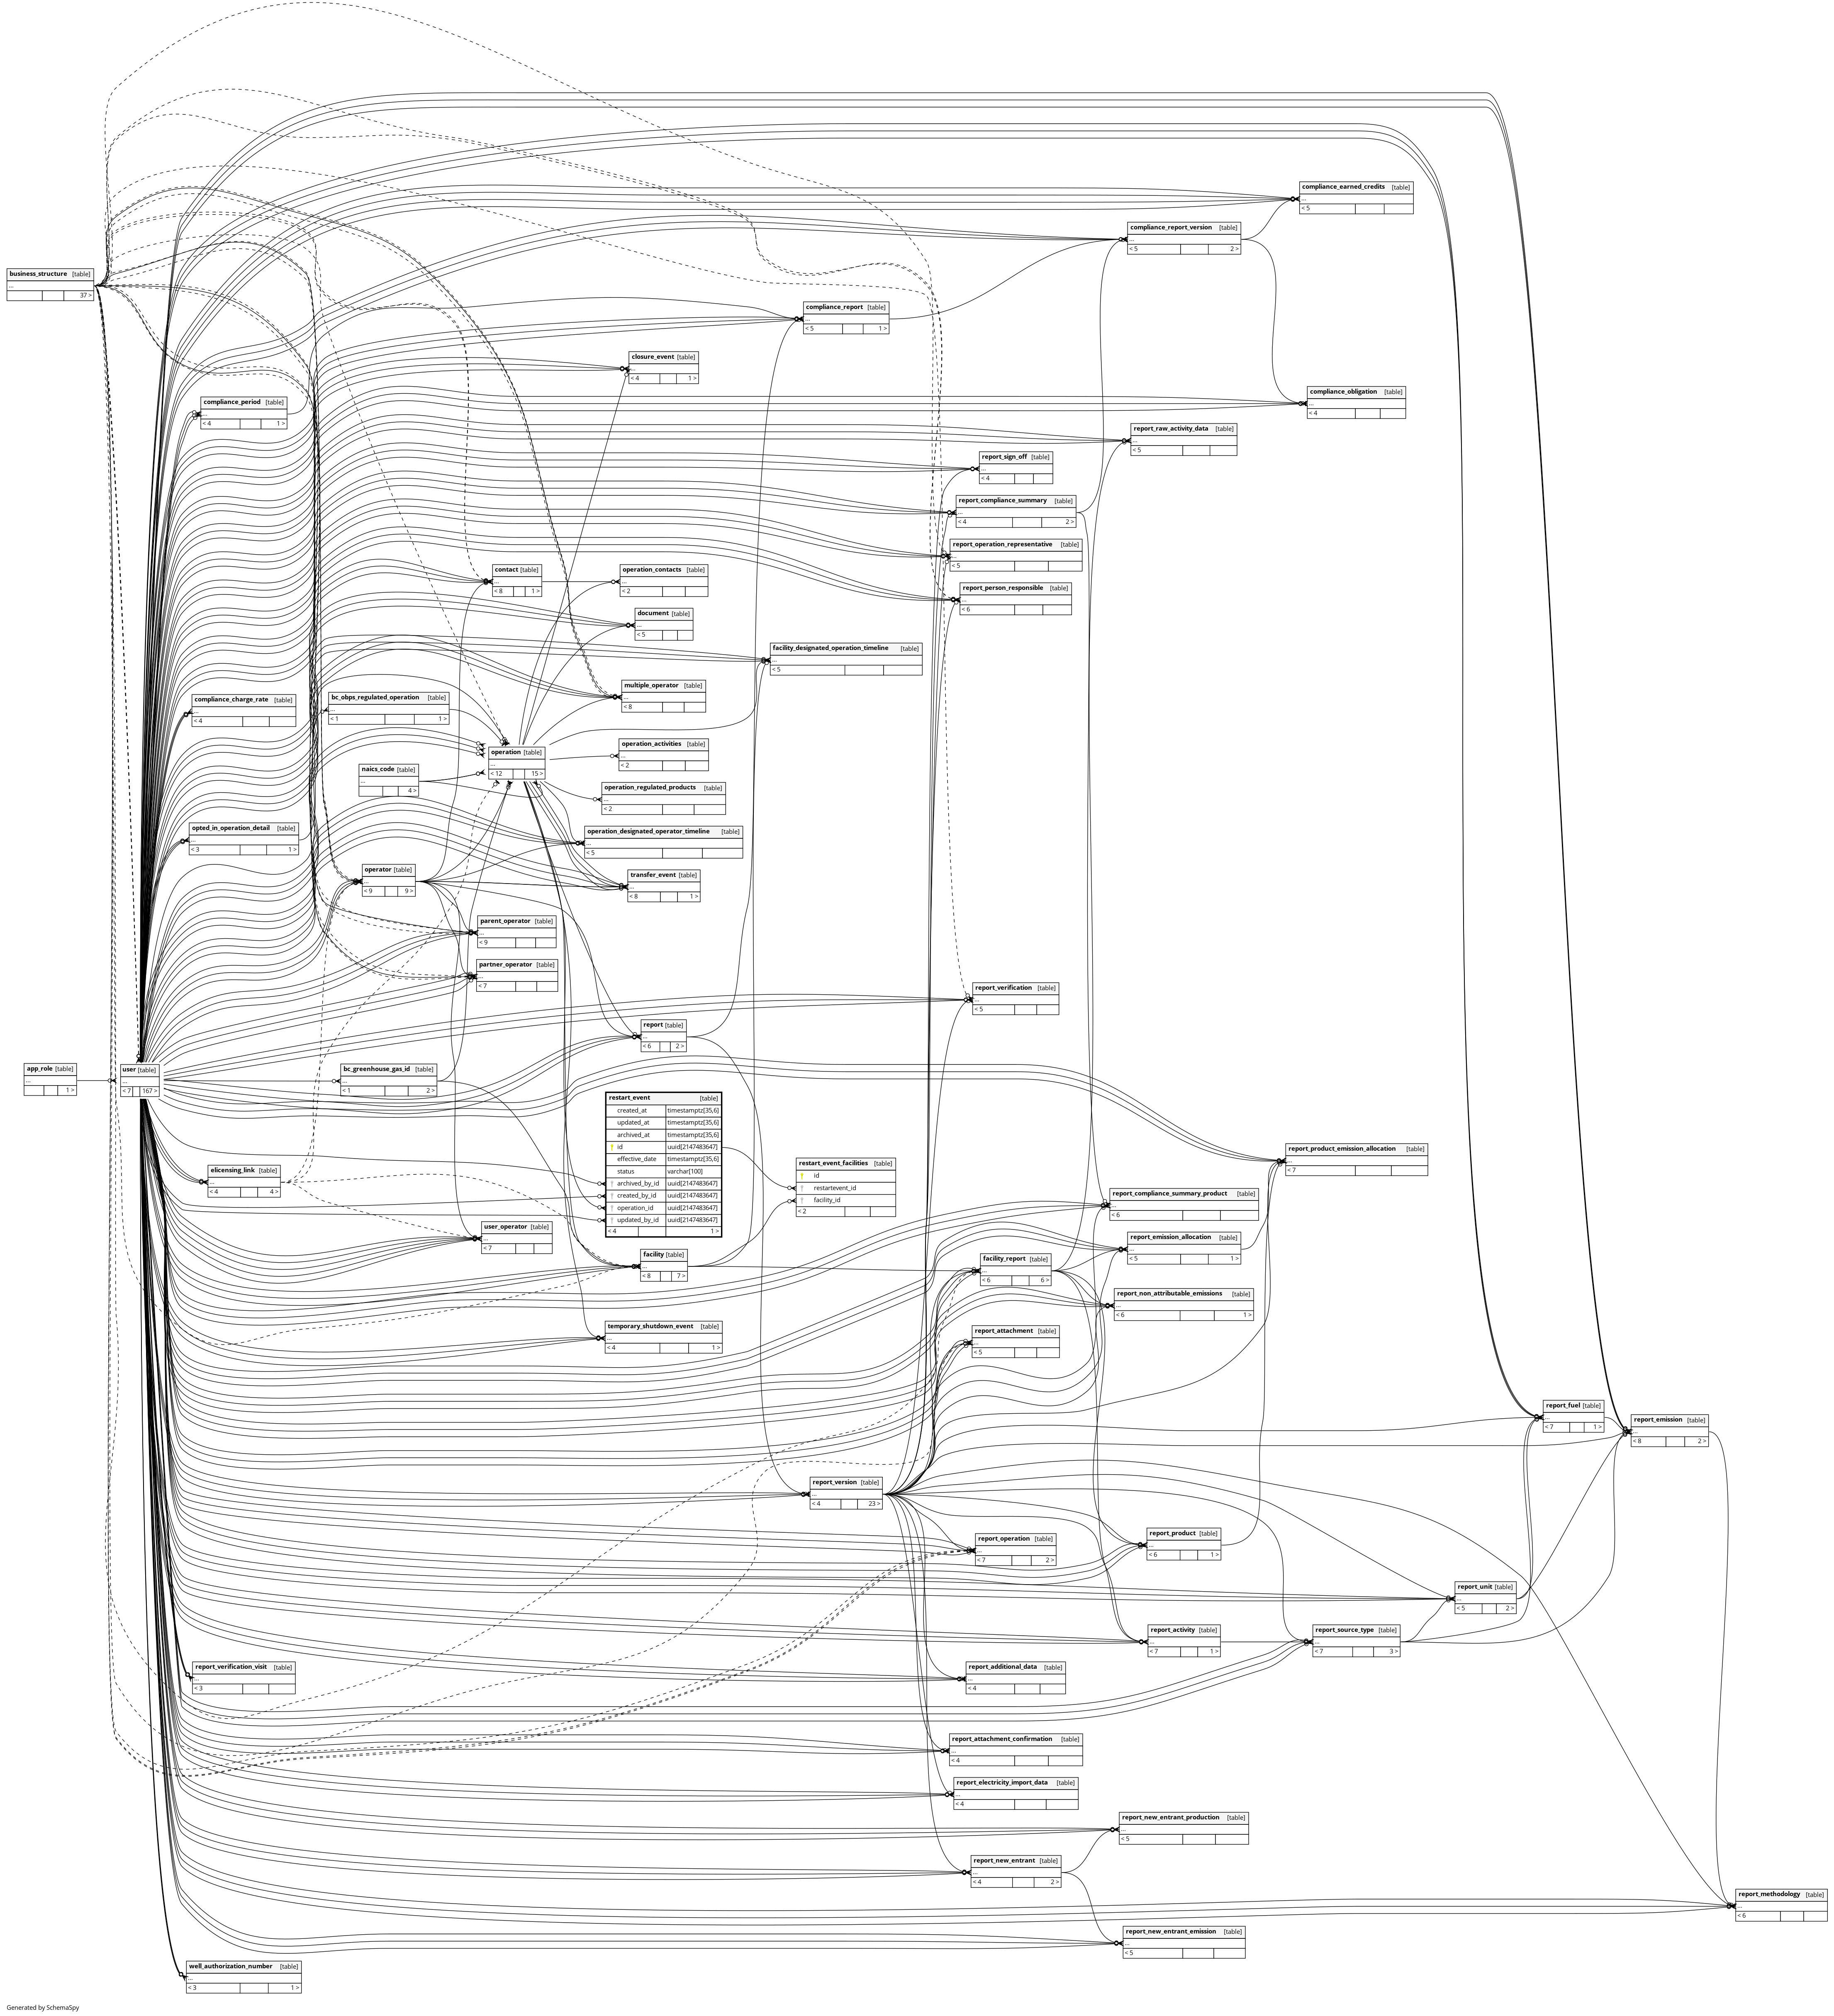 compliance_earned_credits [table]
...
< 5
compliance_report_version [table]
...
< 5 2 >
business_structure [table]
...
37 >
compliance_report [table]
...
< 5 1 >
closure_event [table]
...
< 4 1 >
compliance_obligation [table]
...
< 4
compliance_period [table]
...
< 4 1 >
report_raw_activity_data [table]
...
< 5
report_sign_off [table]
...
< 4
report_compliance_summary [table]
...
< 4 2 >
report_operation_representative [table]
...
< 5
contact [table]
...
< 8 1 >
operation_contacts [table]
...
< 2
report_person_responsible [table]
...
< 6
document [table]
...
< 5
facility_designated_operation_timeline [table]
...
< 5
multiple_operator [table]
...
< 8
compliance_charge_rate [table]
...
< 4
bc_obps_regulated_operation [table]
...
< 1 1 >
operation [table]
...
< 12 15 >
operation_activities [table]
...
< 2
naics_code [table]
...
4 >
operation_regulated_products [table]
...
< 2
opted_in_operation_detail [table]
...
< 3 1 >
operation_designated_operator_timeline [table]
...
< 5
operator [table]
...
< 9 9 >
transfer_event [table]
...
< 8 1 >
parent_operator [table]
...
< 9
partner_operator [table]
...
< 7
report_verification [table]
...
< 5
report [table]
...
< 6 2 >
app_role [table]
...
1 >
user [table]
...
< 7 167 >
bc_greenhouse_gas_id [table]
...
< 1 2 >
restart_event [table]
created_at timestamptz[35,6]
updated_at timestamptz[35,6]
archived_at timestamptz[35,6]
id uuid[2147483647]
effective_date timestamptz[35,6]
status varchar[100]
archived_by_id uuid[2147483647]
created_by_id uuid[2147483647]
operation_id uuid[2147483647]
updated_by_id uuid[2147483647]
< 4 1 >
restart_event_facilities [table]
id
restartevent_id
facility_id
< 2
report_product_emission_allocation [table]
...
< 7
elicensing_link [table]
...
< 4 4 >
report_compliance_summary_product [table]
...
< 6
user_operator [table]
...
< 7
report_emission_allocation [table]
...
< 5 1 >
facility [table]
...
< 8 7 >
facility_report [table]
...
< 6 6 >
report_non_attributable_emissions [table]
...
< 6 1 >
temporary_shutdown_event [table]
...
< 4 1 >
report_attachment [table]
...
< 5
report_fuel [table]
...
< 7 1 >
report_emission [table]
...
< 8 2 >
report_version [table]
...
< 4 23 >
report_operation [table]
...
< 7 2 >
report_product [table]
...
< 6 1 >
report_unit [table]
...
< 5 2 >
report_activity [table]
...
< 7 1 >
report_source_type [table]
...
< 7 3 >
report_verification_visit [table]
...
< 3
report_additional_data [table]
...
< 4
report_attachment_confirmation [table]
...
< 4
report_electricity_import_data [table]
...
< 4
report_new_entrant_production [table]
...
< 5
report_new_entrant [table]
...
< 4 2 >
report_methodology [table]
...
< 6
report_new_entrant_emission [table]
...
< 5
well_authorization_number [table]
...
< 3 1 >
Generated by SchemaSpy